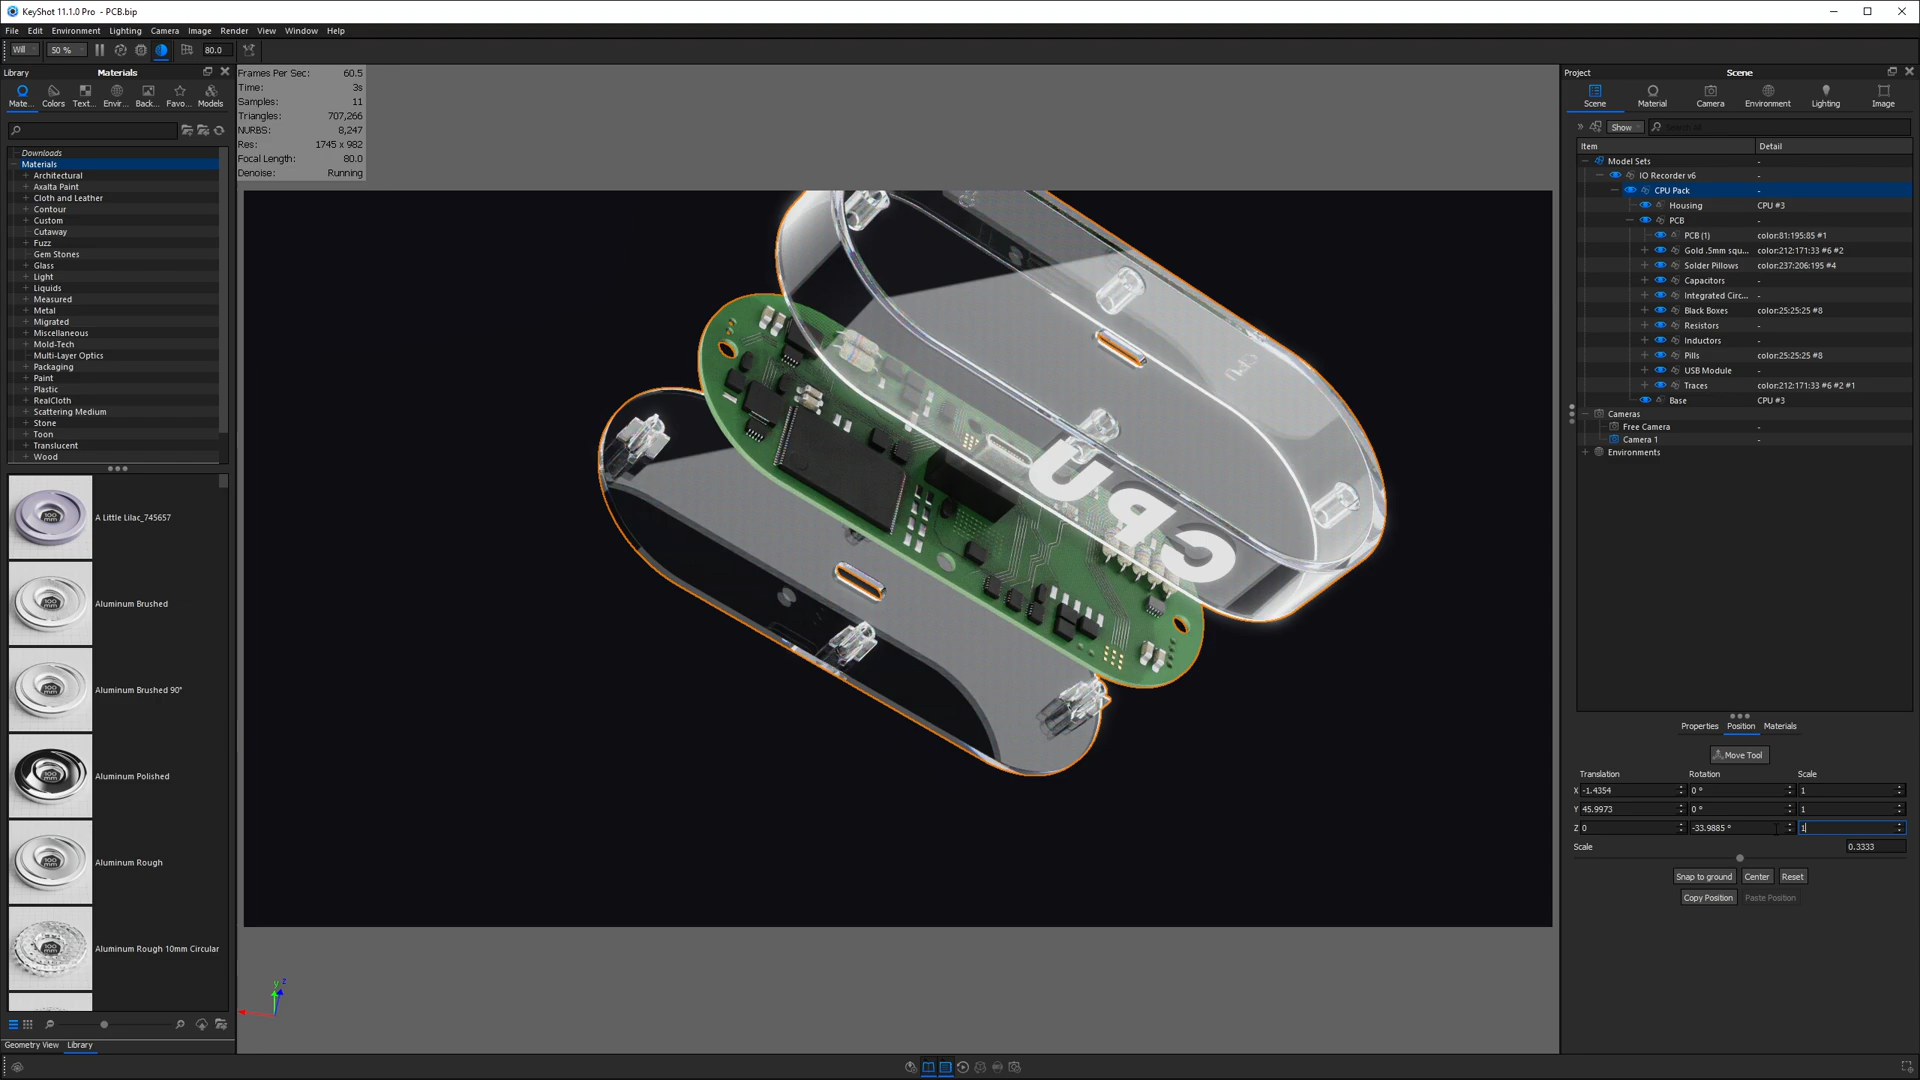 KeyShot 11.1.0 Pro - PCB.bip
File Edit Environment Lighting Camera Image Render View Window Help
Will 50 % 80.0
Library Materials
Mate... Colors Text... Envir... Back... Favo... Models
Downloads
Materials
Architectural
Axalta Paint
Cloth and Leather
Contour
Custom
Cutaway
Fuzz
Gem Stones
Glass
Light
Liquids
Measured
Metal
Migrated
Miscellaneous
Mold-Tech
Multi-Layer Optics
Packaging
Paint
Plastic
RealCloth
Scattering Medium
Stone
Toon
Translucent
Wood
A Little Lilac_745657
Aluminum Brushed
Aluminum Brushed 90°
Aluminum Polished
Aluminum Rough
Aluminum Rough 10mm Circular
Geometry View Library
Frames Per Sec: 60.5
Time: 3s
Samples: 11
Triangles: 707,266
NURBS: 8,247
Res: 1745 x 982
Focal Length: 80.0
Denoise: Running
CPU
Project Scene
Scene Material Camera Environment Lighting Image
Show Search All
Item Detail
Model Sets -
IO Recorder v6 -
CPU Pack -
Housing CPU #3
PCB -
PCB (1) color:81:195:85 #1
Gold .5mm squ... color:212:171:33 #6 #2
Solder Pillows color:237:206:195 #4
Capacitors -
Integrated Circ... -
Black Boxes color:25:25:25 #8
Resistors -
Inductors -
Pills color:25:25:25 #8
USB Module -
Traces color:212:171:33 #6 #2 #1
Base CPU #3
Cameras
Free Camera -
Camera 1 -
Environments
Properties Position Materials
Move Tool
Translation Rotation Scale
X -1.4354 0 ° 1
Y 45.9973 0 ° 1
Z 0 -33.9885 ° 1
Scale 0.3333
Snap to ground Center Reset
Copy Position Paste Position
y z